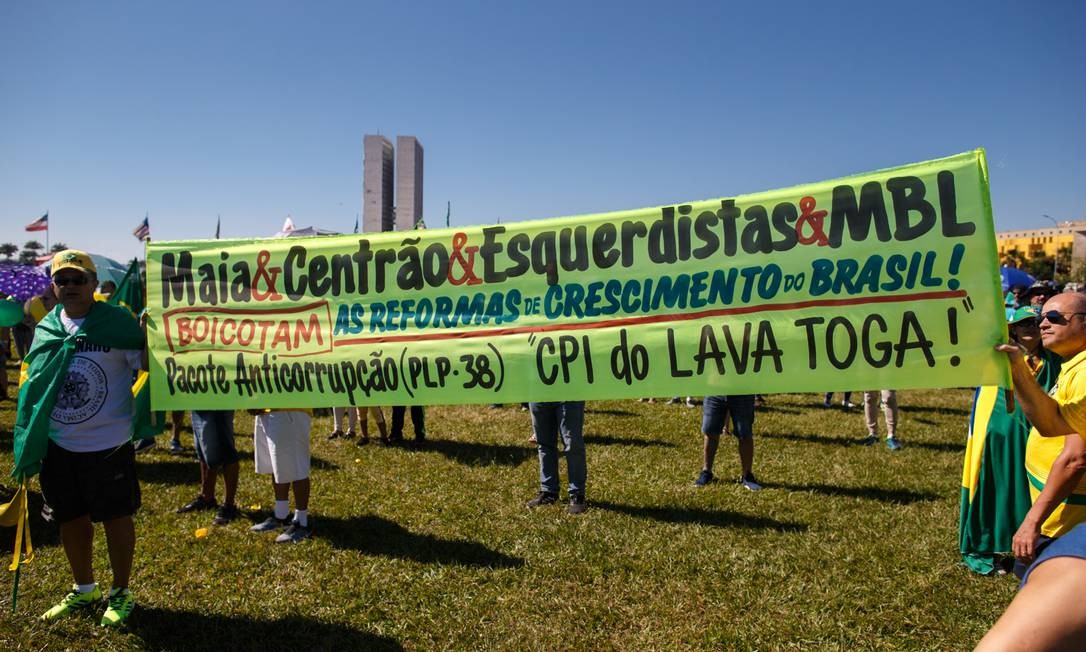 Maia & Centrão & Esquerdistas & MBL
BOICOTAM AS REFORMAS DE CRESCIMENTO DO BRASIL!
Pacote Anticorrupção (PLP-38) "CPI do LAVA TOGA!"